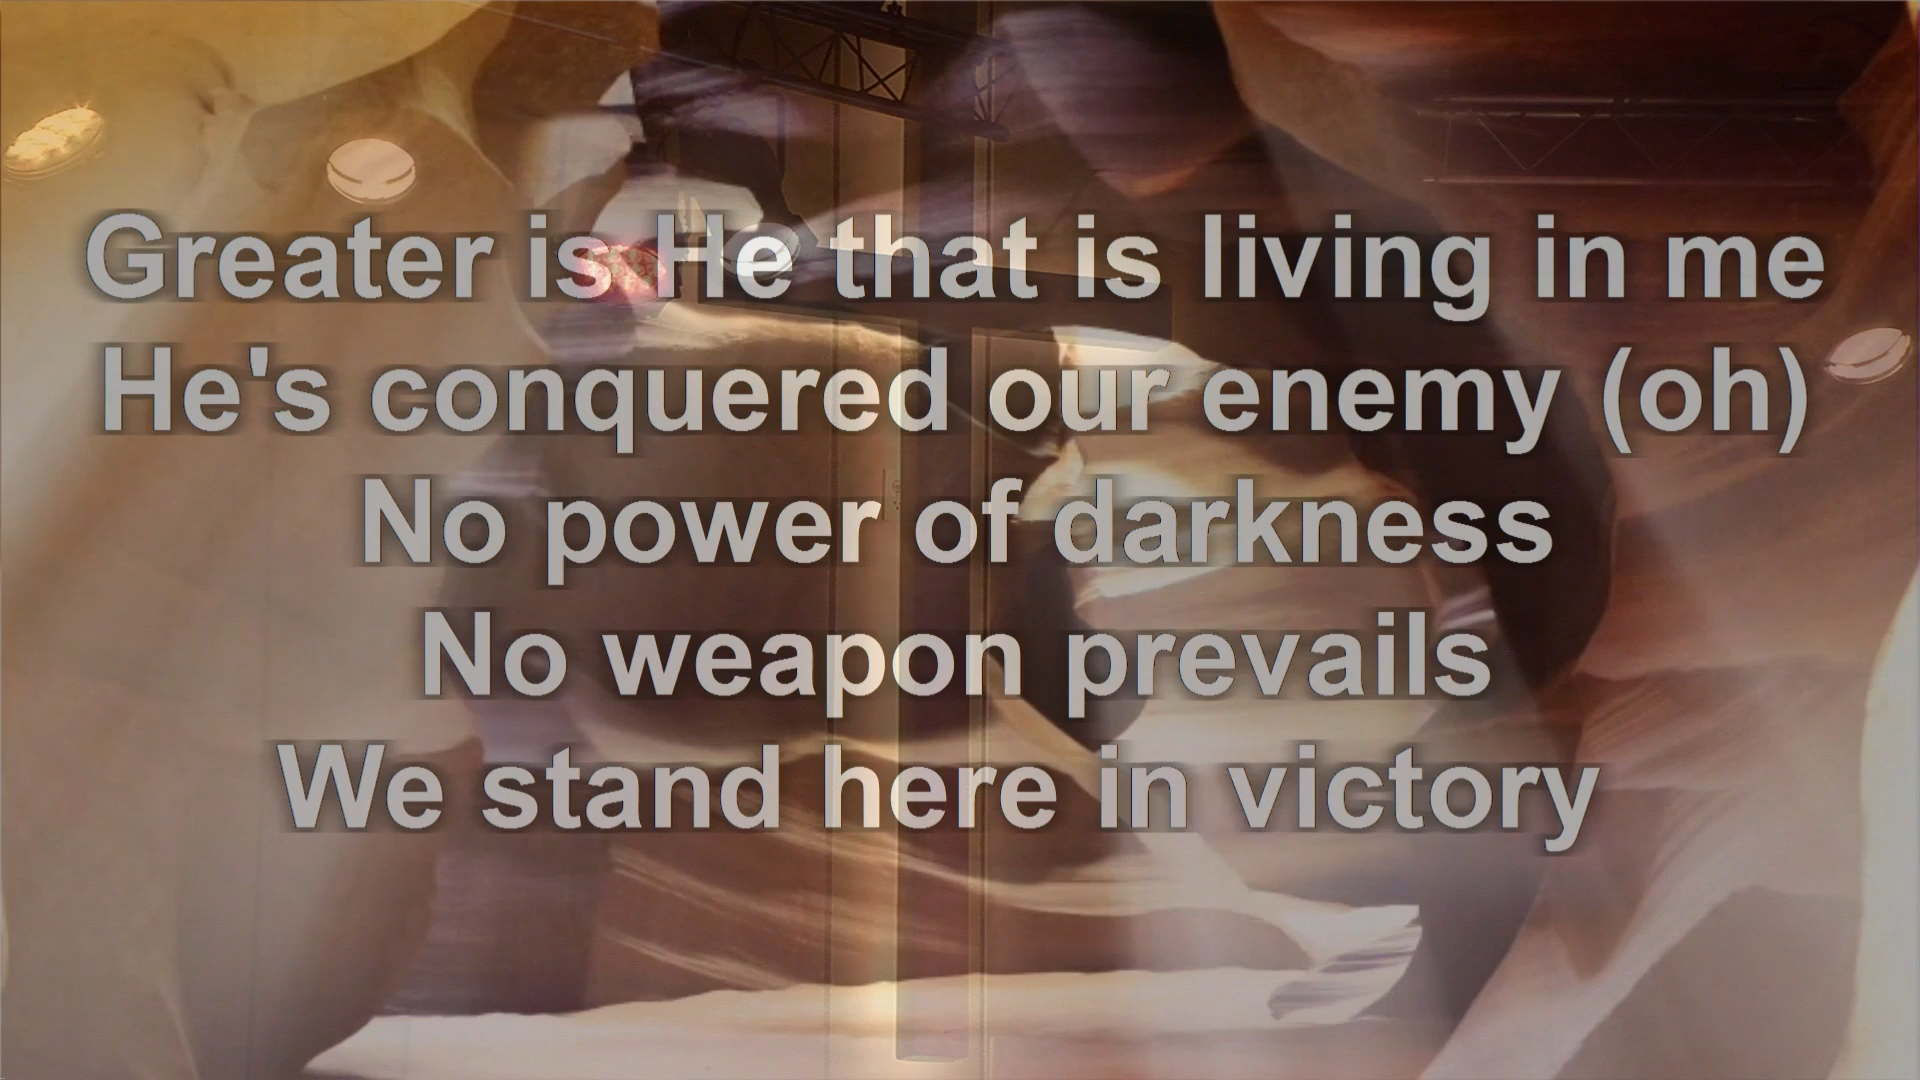 Greater is He that is living in me
He's conquered our enemy (oh)
No power of darkness
No weapon prevails
We stand here in victory